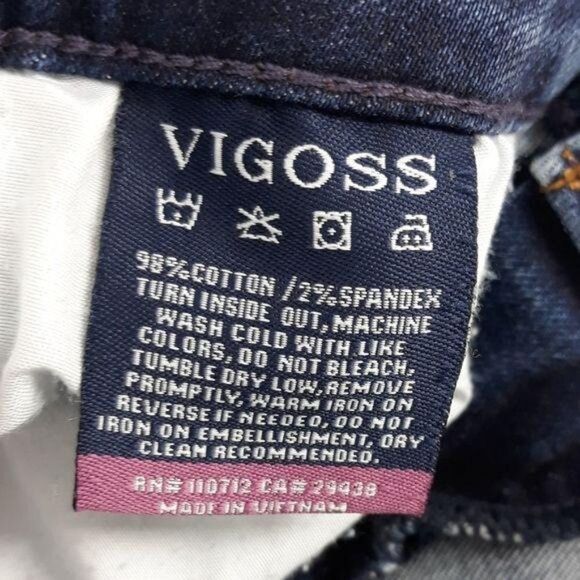 VIGOSS
98%COTTON /2%SPANDEX
TURN INSIDE OUT, MACHINE
WASH COLD WITH LIKE
COLORS, DO NOT BLEACH,
TUMBLE DRY LOW, REMOVE
PROMPTLY, WARM IRON ON
REVERSE IF NEEDED, DO NOT
IRON ON EMBELLISHMENT, DRY
CLEAN RECOMMENDED.
RN# 110712 CA# 29438
MADE IN VIETNAM